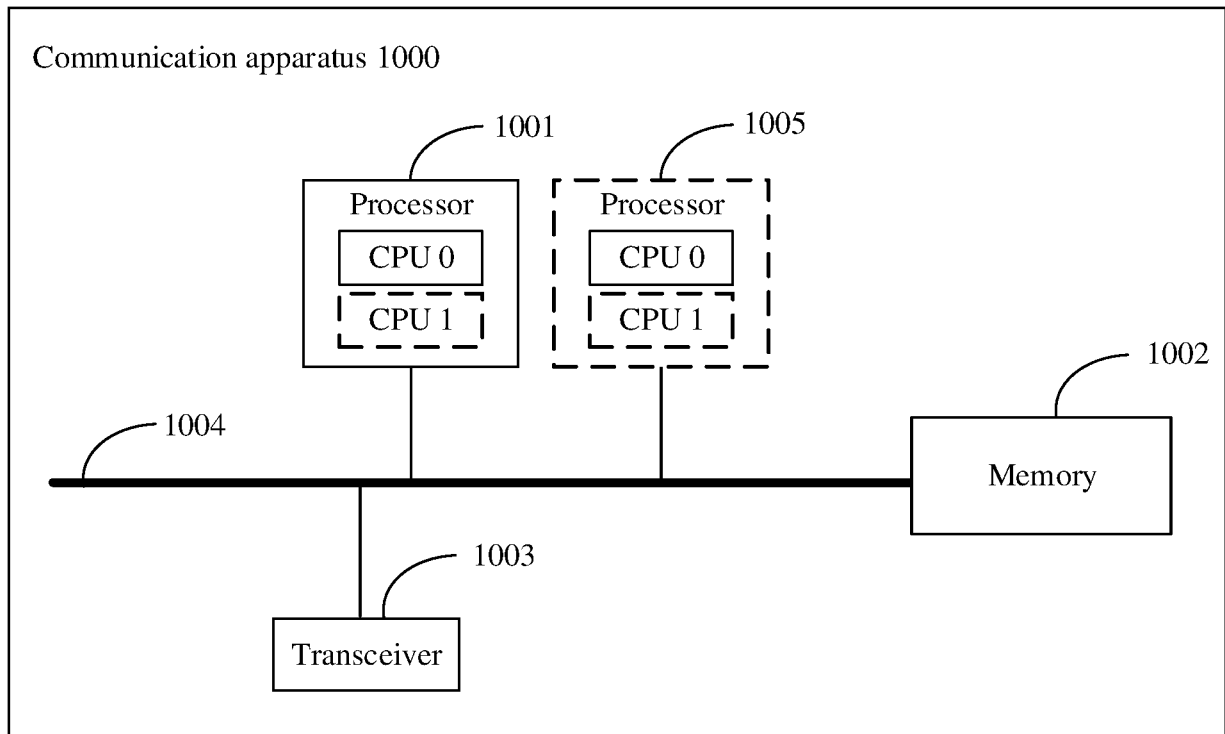 Communication apparatus 1000
1001
1005
Processor
Processor
CPU 0
CPU 0
CPU 1
CPU 1
1002
1004
Memory
1003
Transceiver